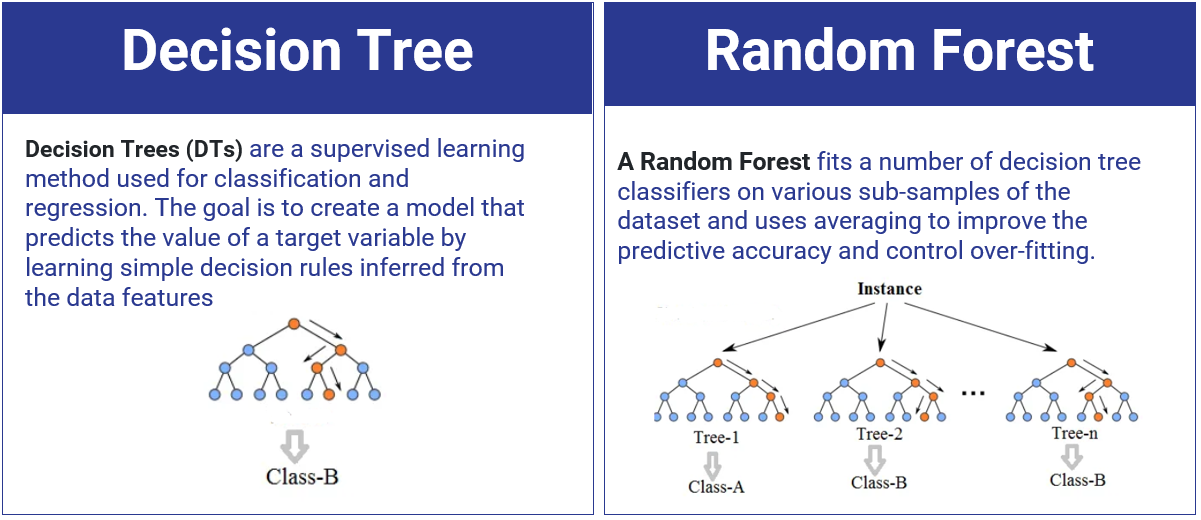 Decision Tree
Decision Trees (DTs) are a supervised learning
method used for classification and
regression. The goal is to create a model that
predicts the value of a target variable by
learning simple decision rules inferred from
the data features
Class-B
Random Forest
A Random Forest fits a number of decision tree
classifiers on various sub-samples of the
dataset and uses averaging to improve the
predictive accuracy and control over-fitting.
Instance
...
Tree-1
Tree-2
Tree-n
Class-A
Class-B
Class-B